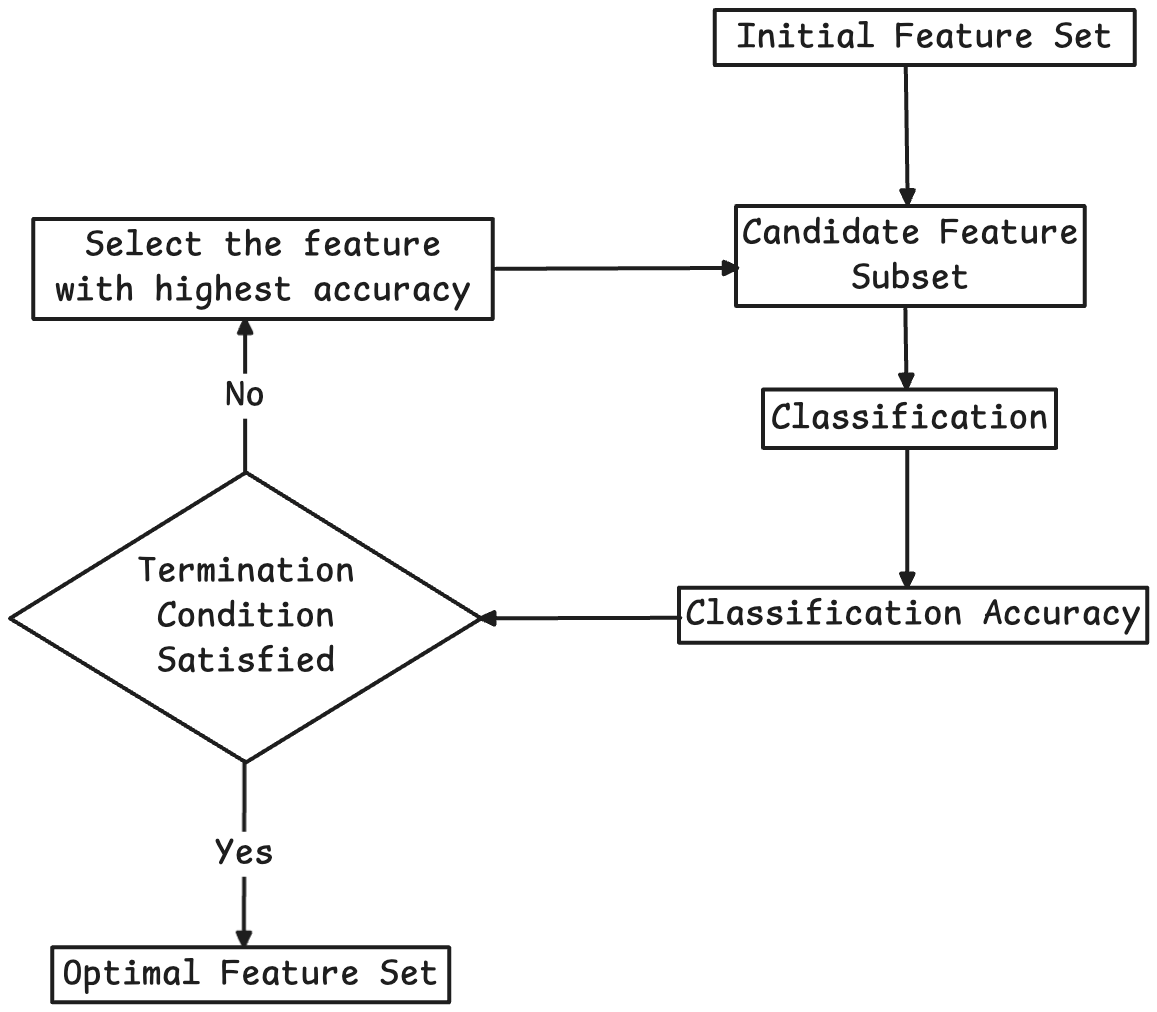 Initial Feature Set
Candidate Feature
Subset
Classification
Classification Accuracy
Termination
Condition
Satisfied
No
Select the feature
with highest accuracy
Yes
Optimal Feature Set